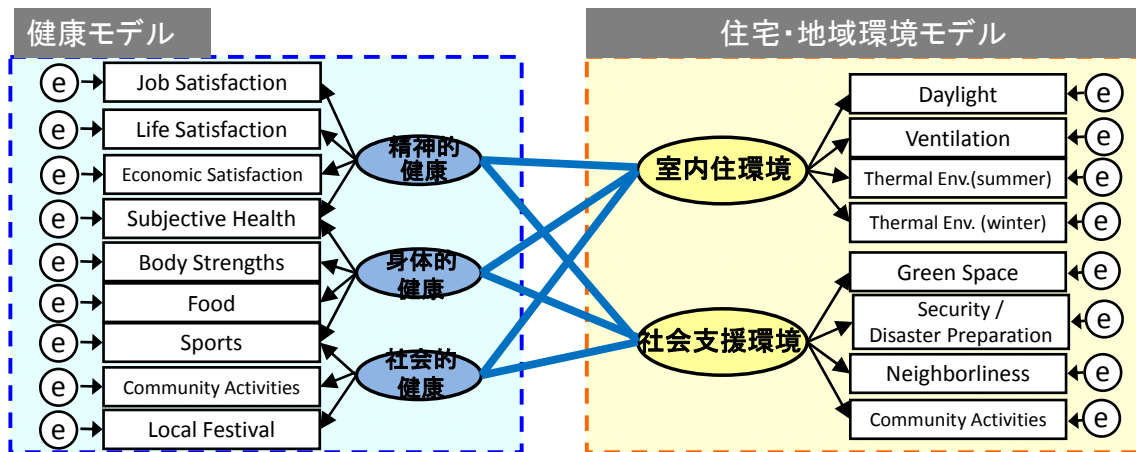 健康モデル
e
Job Satisfaction
e
Life Satisfaction
e
Economic Satisfaction
e
Subjective Health
e
Body Strengths
e
Food
e
Sports
e
Community Activities
e
Local Festival
精神的
健康
身体的
健康
社会的
健康
住宅・地域環境モデル
室内住環境
社会支援環境
Daylight
e
Ventilation
e
Thermal Env.(summer)
e
Thermal Env. (winter)
e
Green Space
e
Security /
Disaster Preparation
e
Neighborliness
e
Community Activities
e